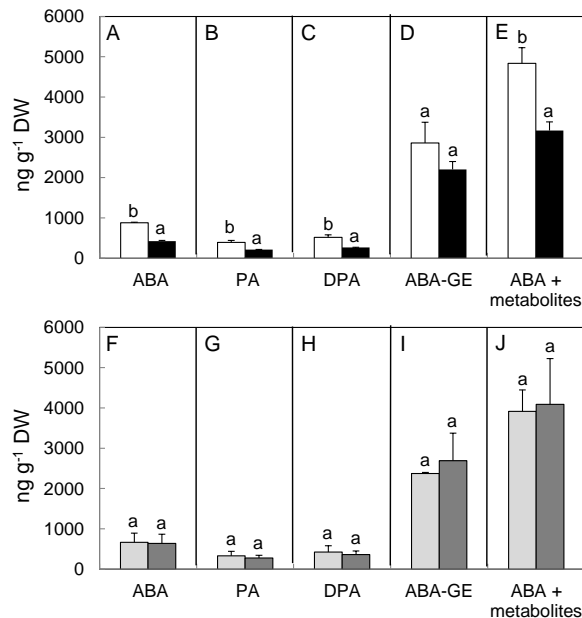 6000
5000
4000
3000
2000
1000
0
ng g⁻¹ DW
A B C D E
b a b a b a a a b a
ABA PA DPA ABA-GE ABA +
metabolites
6000
5000
4000
3000
2000
1000
0
ng g⁻¹ DW
F G H I J
a a a a a a a a a a
ABA PA DPA ABA-GE ABA +
metabolites